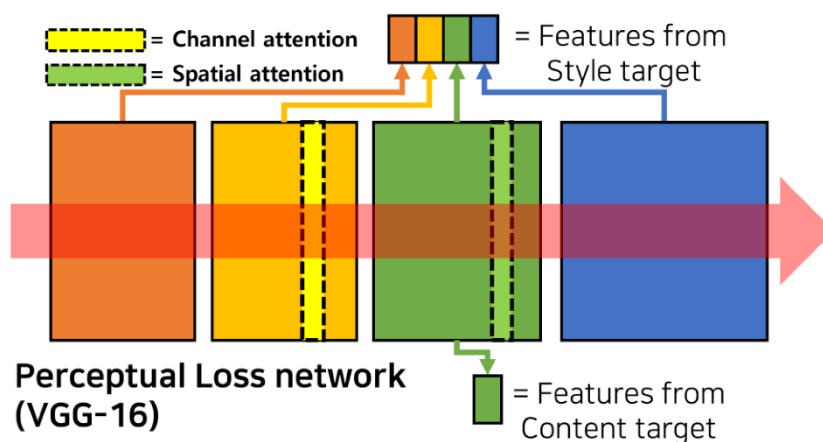 = Channel attention
= Spatial attention
= Features from
Style target
Perceptual Loss network
(VGG-16)
= Features from
Content target